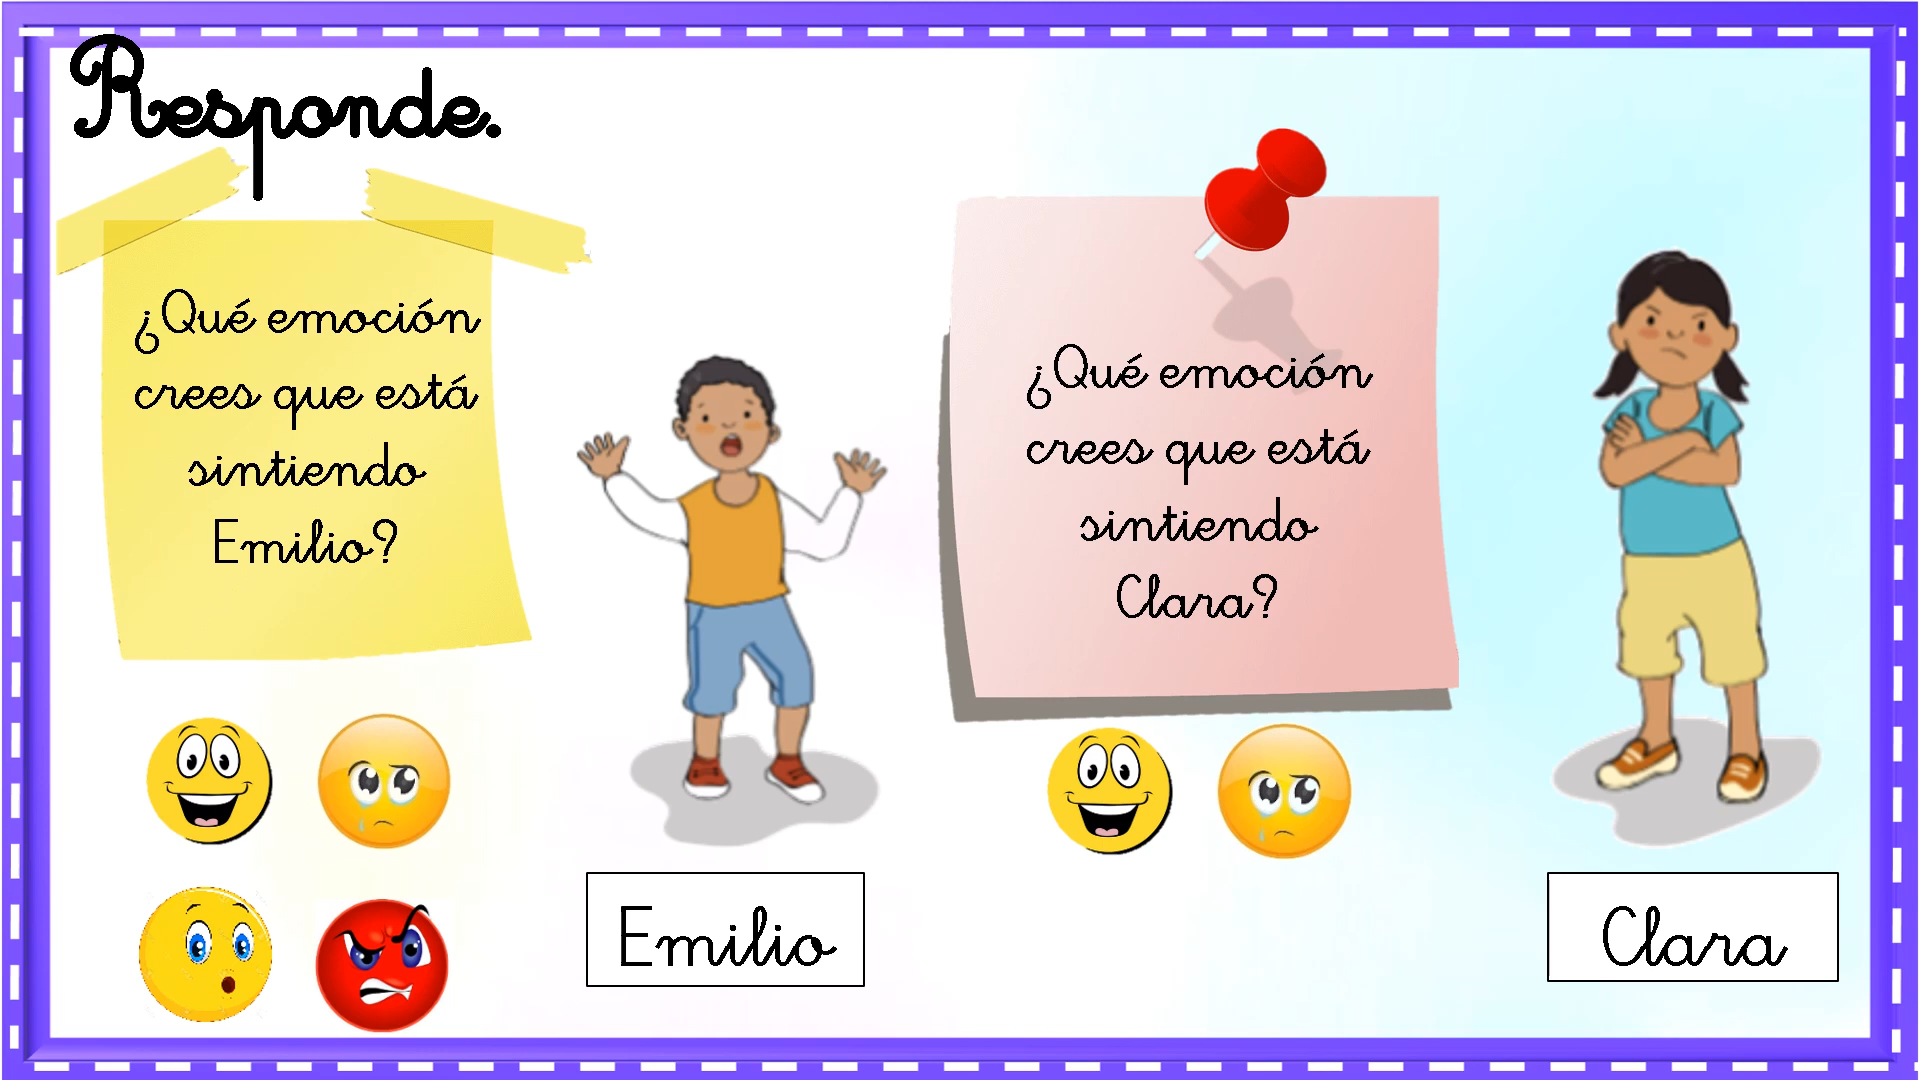 Responde.
¿Qué emoción
crees que está
sintiendo
Emilio?
¿Qué emoción
crees que está
sintiendo
Clara?
Emilio
Clara